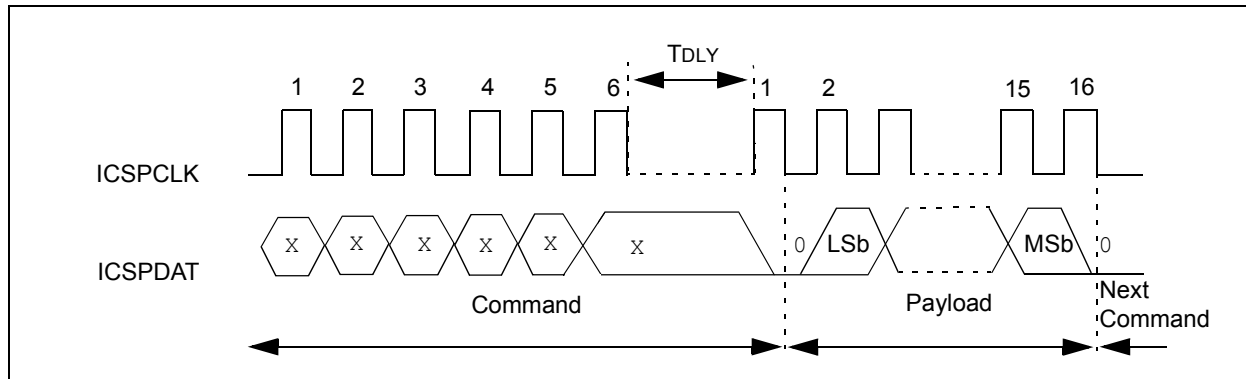 TDLY
1 2 3 4 5 6 1 2 15 16
ICSPCLK
X X X X X X 0 LSb MSb 0
ICSPDAT
Command Payload Next
Command